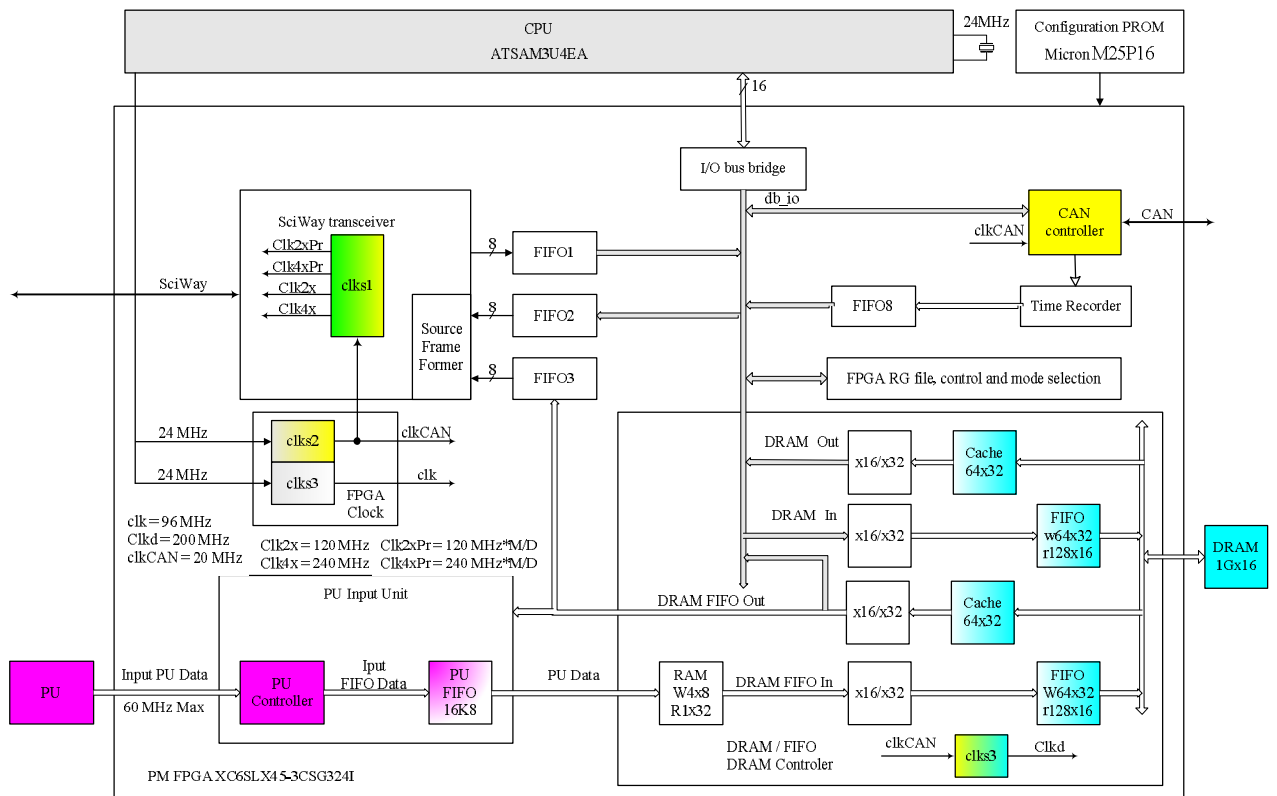 CPU
ATSAM3U4EA
24MHz
Configuration PROM
Micron M25P16
16
I/O bus bridge
db_io
CAN
controller
CAN
clkCAN
SciWay transceiver
Clk2xPr
Clk4xPr
Clk2x
Clk4x
clks1
SciWay
8
FIFO1
8
FIFO2
8
FIFO3
Source
Frame
Former
FIFO8
Time Recorder
FPGA RG file, control and mode selection
24 MHz
clks2
clkCAN
24 MHz
clks3
clk
FPGA
Clock
clk=96 MHz
Clkd=200 MHz
clkCAN=20 MHz
Clk2x=120 MHz
Clk2xPr=120 MHz*M/D
Clk4x=240 MHz
Clk4xPr=240 MHz*M/D
DRAM Out
x16/x32
Cache
64x32
DRAM In
x16/x32
FIFO
w64x32
r128x16
DRAM
1Gx16
DRAM FIFO Out
x16/x32
Cache
64x32
PU Input Unit
PU
Input PU Data
60 MHz Max
PU
Controller
Iput
FIFO Data
PU
FIFO
16K8
PU Data
RAM
W4x8
R1x32
DRAM FIFO In
x16/x32
FIFO
W64x32
r128x16
DRAM / FIFO
DRAM Controler
clkCAN
clks3
Clkd
PM FPGA XC6SLX45-3CSG324I